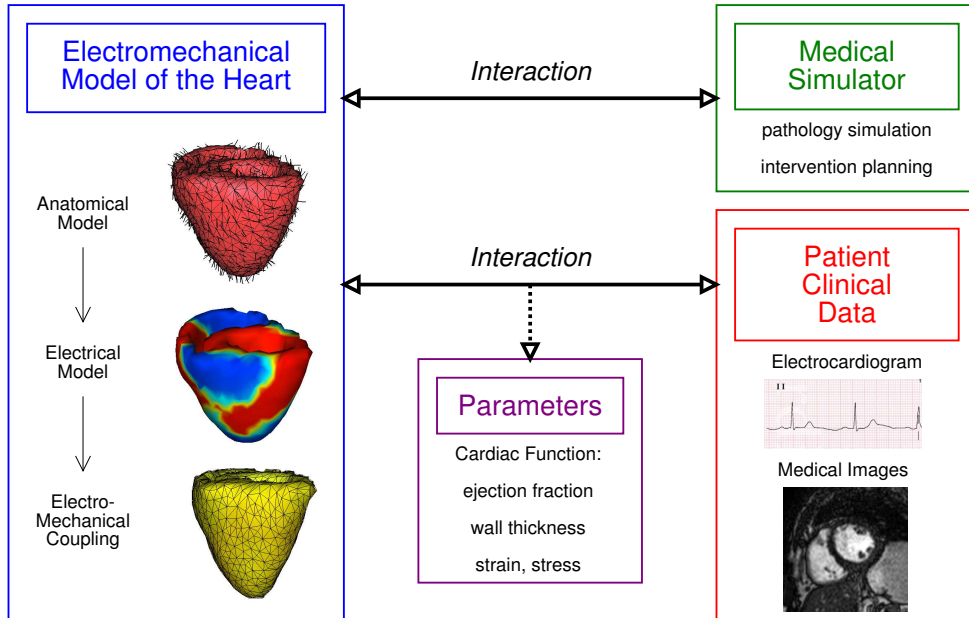 Electromechanical
Model of the Heart
Anatomical
Model
Electrical
Model
Electro-
Mechanical
Coupling
Interaction
Medical
Simulator
pathology simulation
intervention planning
Interaction
Patient
Clinical
Data
Electrocardiogram
II
Medical Images
Parameters
Cardiac Function:
ejection fraction
wall thickness
strain, stress